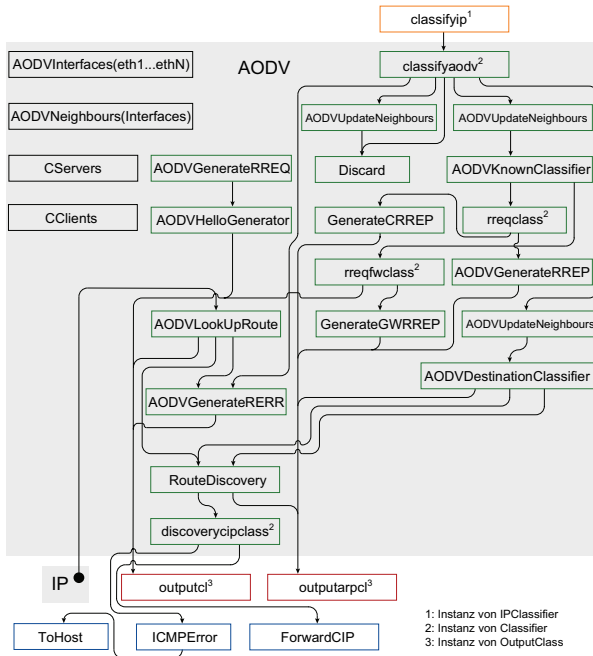 classifyip1
AODVInterfaces(eth1...ethN)
AODV
classifyaodv2
AODVNeighbours(Interfaces)
AODVUpdateNeighbours
AODVUpdateNeighbours
CServers
AODVGenerateRREQ
Discard
AODVKnownClassifier
CClients
AODVHelloGenerator
GenerateCRREP
rreqclass2
rreqfwclass2
AODVGenerateRREP
AODVLookUpRoute
GenerateGWRREP
AODVUpdateNeighbours
AODVDestinationClassifier
AODVGenerateRERR
RouteDiscovery
discoverycipclass2
IP
outputcl3
outputarpcl3
ToHost
ICMPError
ForwardCIP
1: Instanz von IPClassifier
2: Instanz von Classifier
3: Instanz von OutputClass